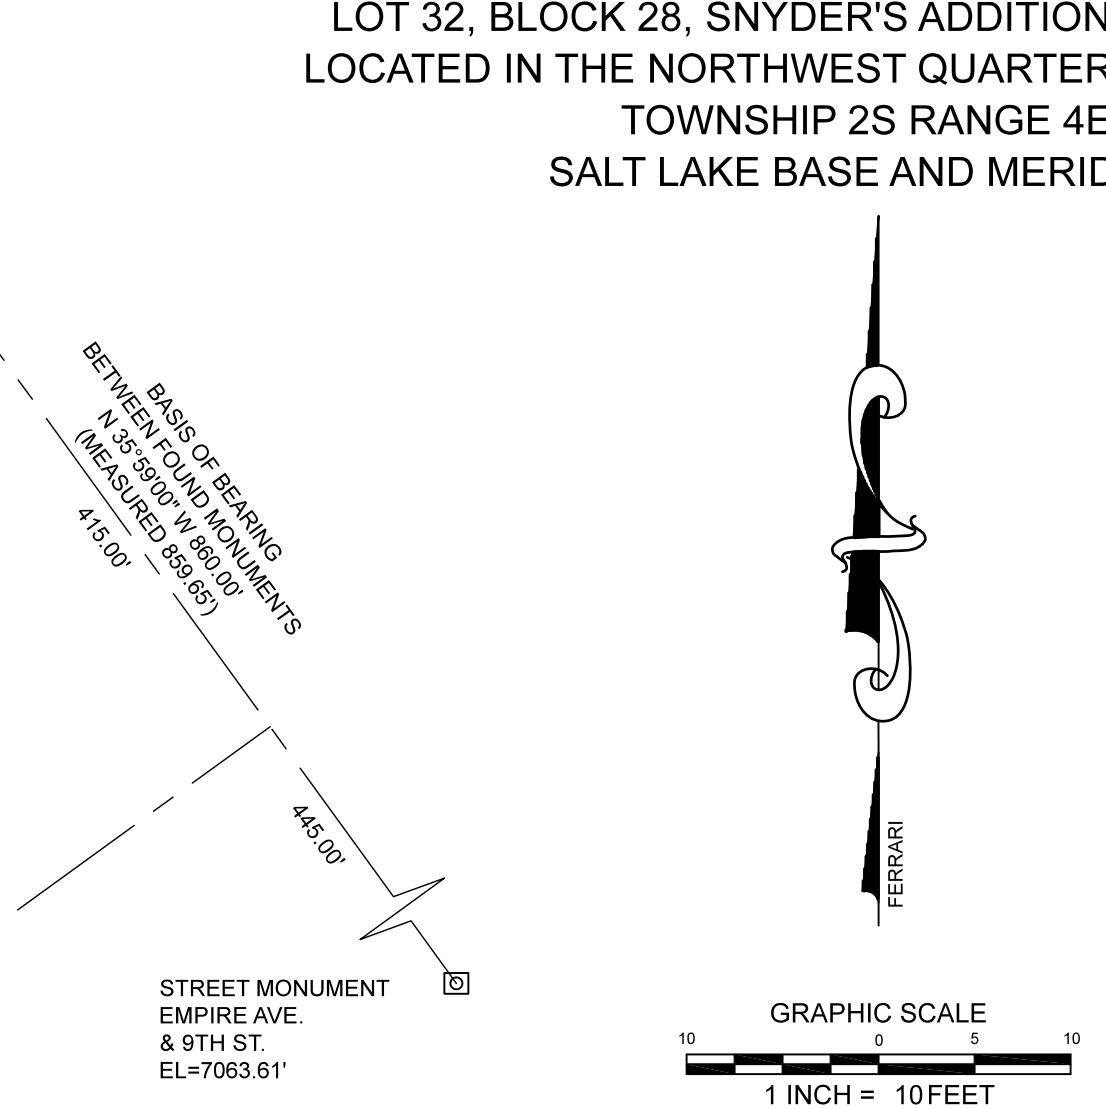 LOT 32, BLOCK 28, SNYDER'S ADDITION
LOCATED IN THE NORTHWEST QUARTER
TOWNSHIP 2S RANGE 4E
SALT LAKE BASE AND MERID
BASIS OF BEARING
BETWEEN FOUND MONUMENTS
N 35°59'00" W 860.00'
(MEASURED 859.65')
415.00'
445.00'
FERRARI
STREET MONUMENT
EMPIRE AVE.
& 9TH ST.
EL=7063.61'
GRAPHIC SCALE
10 0 5 10
1 INCH = 10 FEET